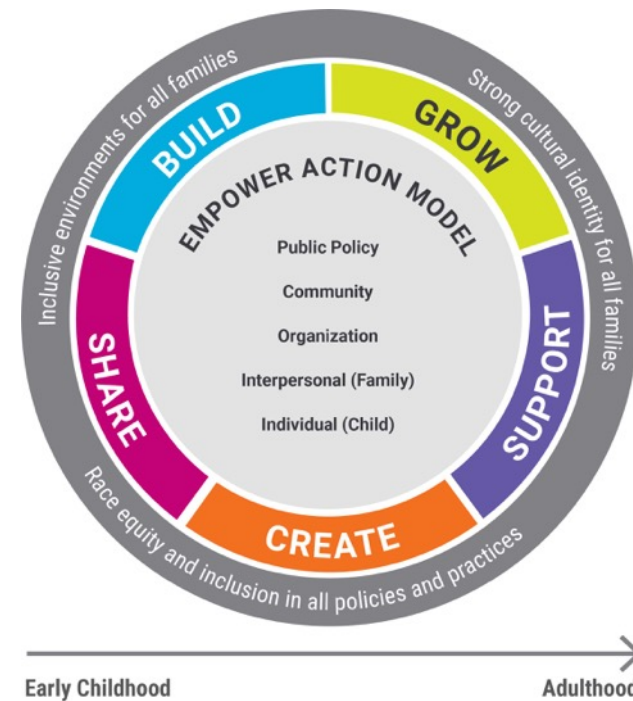 Inclusive environments for all families
Strong cultural identity for all families
BUILD
GROW
EMPOWER ACTION MODEL
Public Policy
Community
Organization
Interpersonal (Family)
Individual (Child)
SHARE
SUPPORT
CREATE
Race equity and inclusion in all policies and practices
Early Childhood
Adulthood